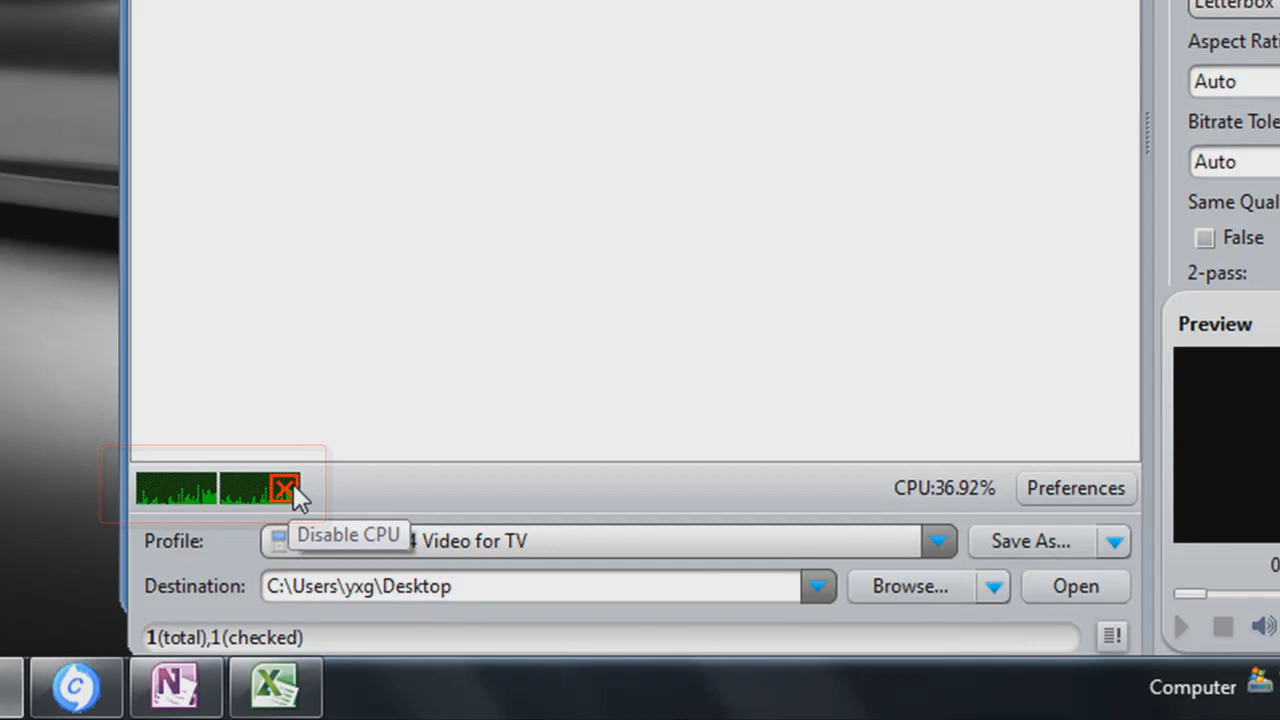 Letterbox
Aspect Rati
Auto
Bitrate Tole
Auto
Same Qual
False
2-pass:
Preview
CPU:36.92%
Preferences
Disable CPU
Profile:
4 Video for TV
Save As...
Destination:
C:\Users\yxg\Desktop
Browse...
Open
0
1(total),1(checked)
Computer